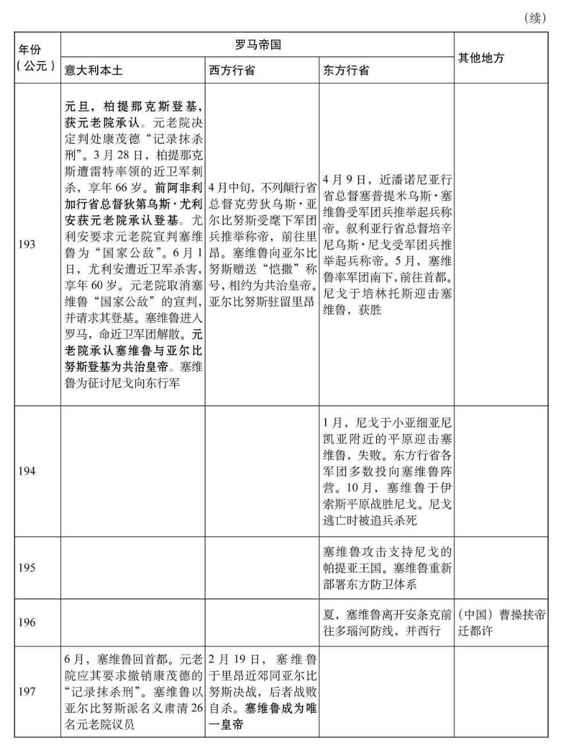 （续）
年份
（公元）
罗马帝国
其他地方
意大利本土
西方行省
东方行省
193
元旦，柏提那克斯登基，
获元老院承认。元老院决
定判处康茂德“记录抹杀
刑”。3 月 28 日，柏提那克
斯遭雷特率领的近卫军刺
杀，享年 66 岁。前阿非利
加行省总督狄第乌斯·尤利
安获元老院承认登基。尤
利安要求元老院宣判塞维
鲁为“国家公敌”。6 月 1
日，尤利安遭近卫军杀害，
享年 60 岁。元老院取消塞
维鲁“国家公敌”的宣判，
并请求其登基。塞维鲁进入
罗马，命近卫军团解散。元
老院承认塞维鲁与亚尔比
努斯登基为共治皇帝。塞维
鲁为征讨尼戈向东行军
4 月中旬，不列颠行省
总督克劳狄乌斯·亚
尔比努斯受麾下军团
兵推举称帝，前往里
昂。塞维鲁向亚尔比
努斯赠送“恺撒”称
号，相约为共治皇帝。
亚尔比努斯驻留里昂
4 月 9 日，近潘诺尼亚行
省总督塞普提米乌斯·塞
维鲁受军团兵推举起兵称
帝。叙利亚行省总督培辛
尼乌斯·尼戈受军团兵推
举起兵称帝。5 月，塞维
鲁率军团南下，前往首都。
尼戈于培林托斯迎击塞
维鲁，获胜
194
1 月，尼戈于小亚细亚尼
凯亚附近的平原迎击塞
维鲁，失败。东方行省各
军团多数投向塞维鲁阵
营。10 月，塞维鲁于伊
索斯平原战胜尼戈。尼戈
逃亡时被追兵杀死
195
塞维鲁攻击支持尼戈的
帕提亚王国。塞维鲁重新
部署东方防卫体系
196
夏，塞维鲁离开安条克前
往多瑙河防线，并西行
（中国）曹操挟帝
迁都许
197
6 月，塞维鲁回首都。元老
院应其要求撤销康茂德的
“记录抹杀刑”。塞维鲁以
亚尔比努斯派名义肃清 26
名元老院议员
2 月 19 日，塞维鲁
于里昂近郊同亚尔比
努斯决战，后者战败
自杀。塞维鲁成为唯
一皇帝